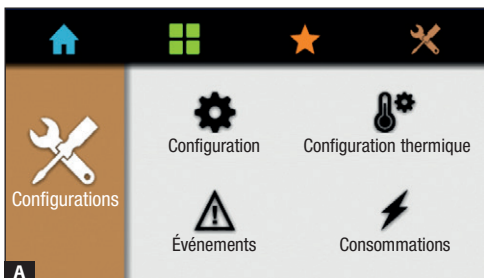 Configuration
Configuration thermique
Configurations
Événements
Consommations
A